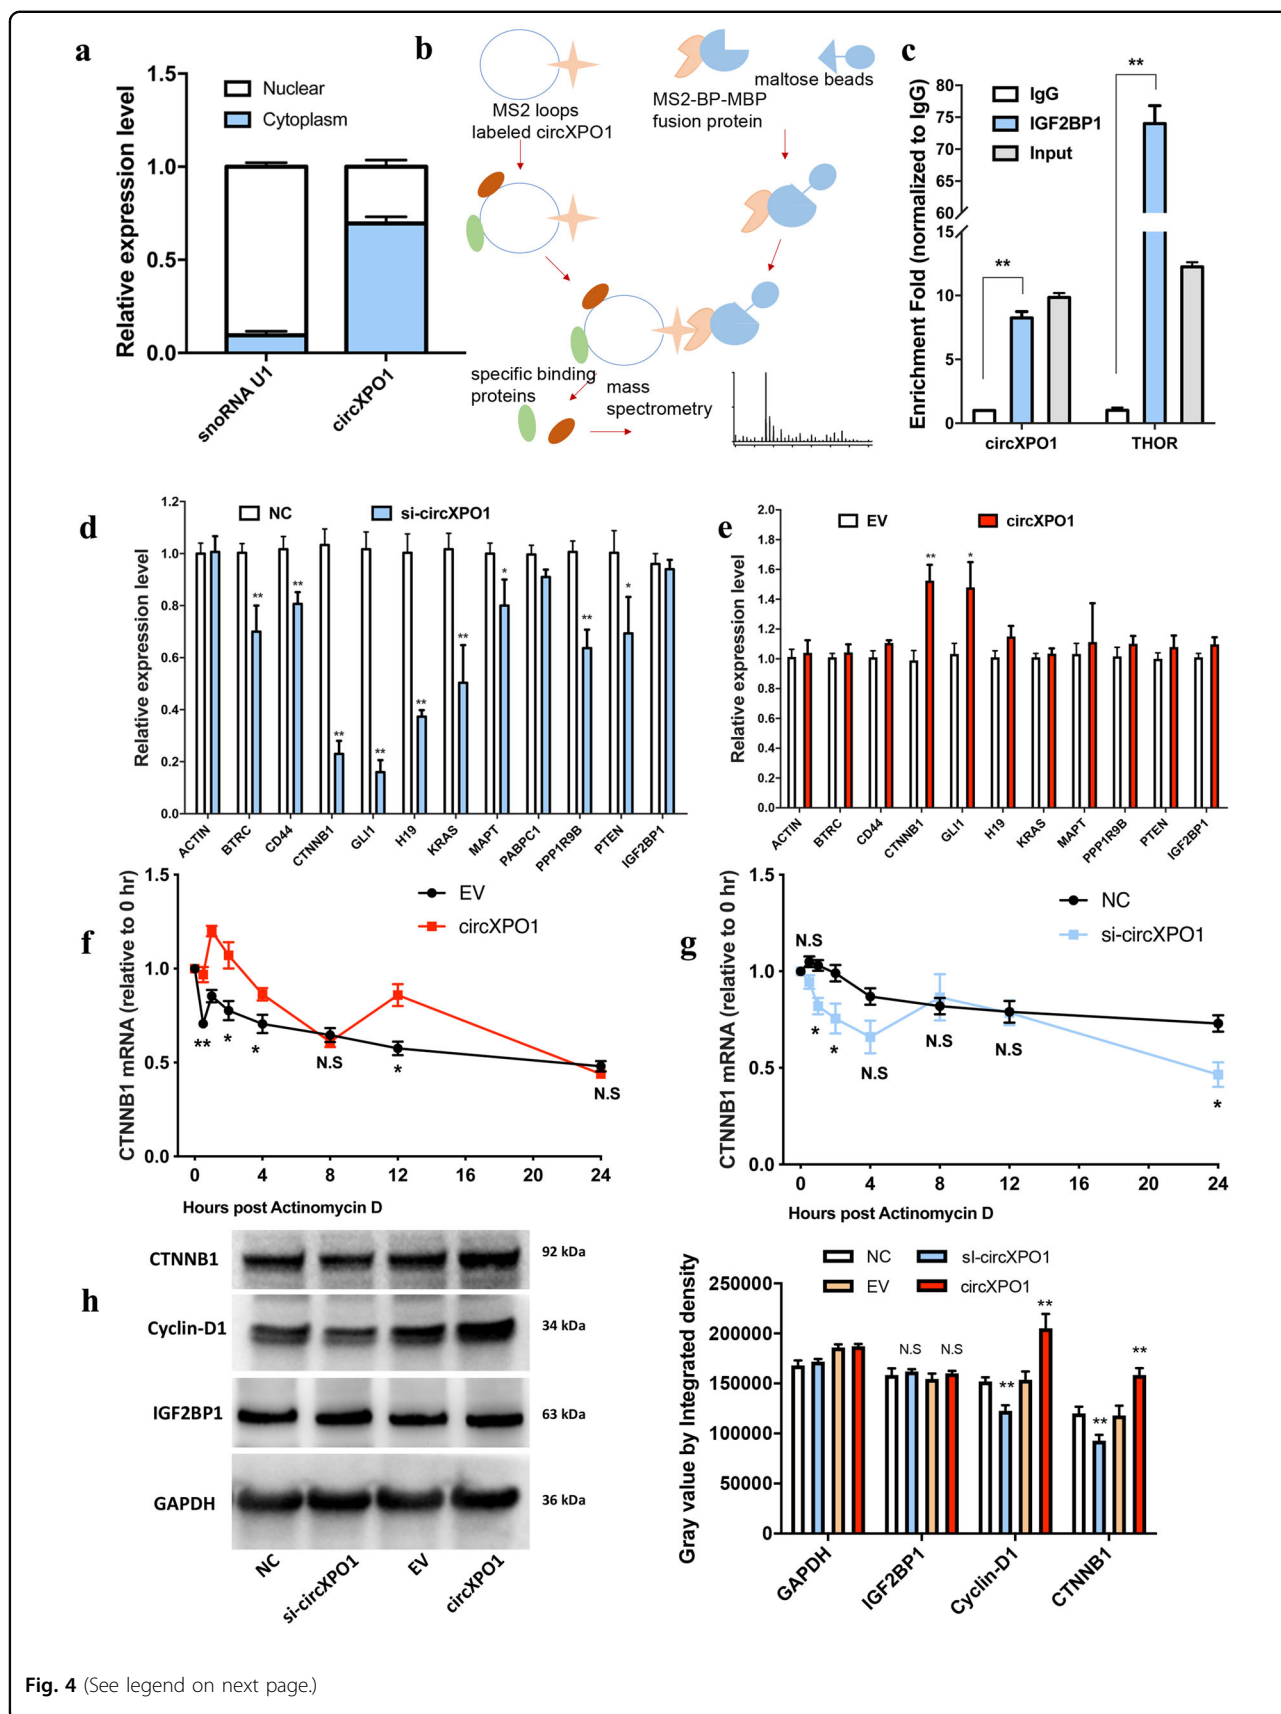 a
Relative expression level
1.5
1.0
0.5
0.0
Nuclear
Cytoplasm
snoRNA U1
circXPO1
b
MS2 loops
labeled circXPO1
MS2-BP-MBP
fusion protein
maltose beads
specific binding
proteins
mass
spectrometry
c
Enrichment Fold (normalized to IgG)
80
75
70
65
60
15
10
5
0
IgG
IGF2BP1
Input
**
**
circXPO1
THOR
d
Relative expression level
1.2
1.0
0.8
0.6
0.4
0.2
0.0
NC
si-circXPO1
**
**
**
**
**
**
*
**
*
ACTIN
BTRC
CD44
CTNNB1
GLI1
H19
KRAS
MAPT
PABPC1
PPP1R9B
PTEN
IGF2BP1
e
Relative expression level
2.0
1.8
1.6
1.4
1.2
1.0
0.8
0.6
0.4
0.2
0.0
EV
circXPO1
**
*
ACTIN
BTRC
CD44
CTNNB1
GLI1
H19
KRAS
MAPT
PPP1R9B
PTEN
IGF2BP1
f
CTNNB1 mRNA (relative to 0 hr)
1.5
1.0
0.5
0.0
EV
circXPO1
**
*
*
N.S
*
N.S
0
4
8
12
16
20
24
Hours post Actinomycin D
g
CTNNB1 mRNA (relative to 0 hr)
1.5
1.0
0.5
0.0
NC
si-circXPO1
N.S
*
*
N.S
N.S
N.S
*
0
4
8
12
16
20
24
Hours post Actinomycin D
h
CTNNB1
92 kDa
Cyclin-D1
34 kDa
IGF2BP1
63 kDa
GAPDH
36 kDa
NC
si-circXPO1
EV
circXPO1
Gray value by Integrated density
250000
200000
150000
100000
50000
0
NC
sI-circXPO1
EV
circXPO1
N.S
N.S
**
**
**
**
GAPDH
IGF2BP1
Cyclin-D1
CTNNB1
Fig. 4 (See legend on next page.)